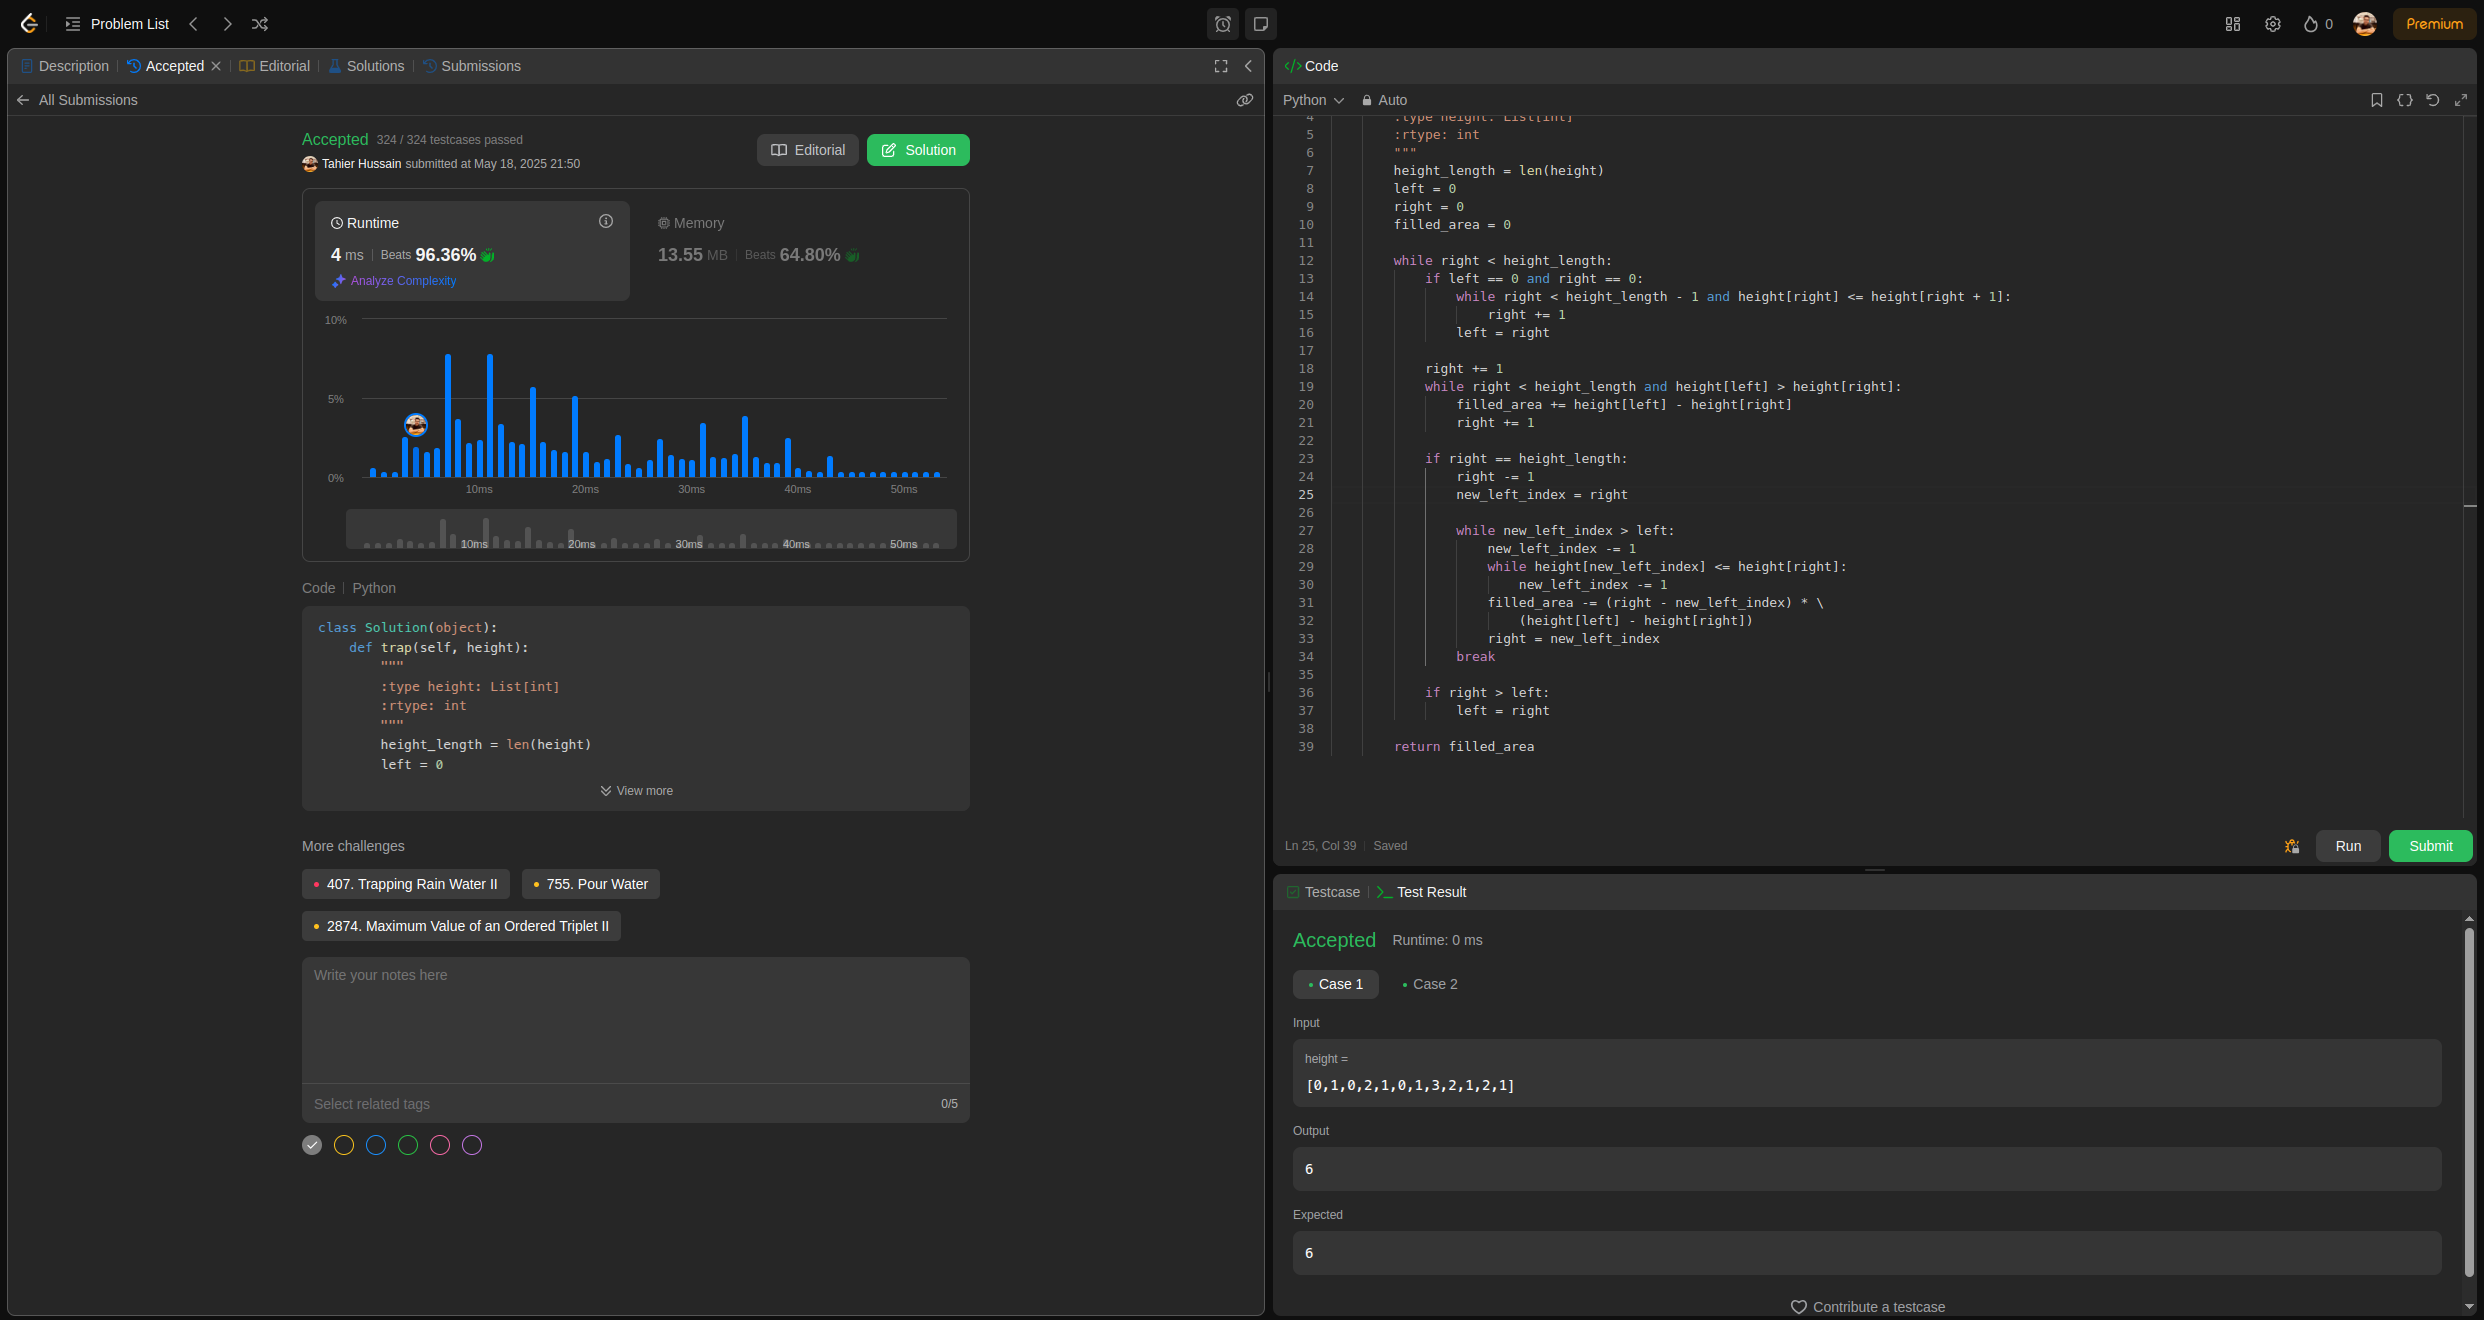 Problem List
0
Premium
Description
Accepted
Editorial
Solutions
Submissions
All Submissions
Accepted 324 / 324 testcases passed
Tahier Hussain submitted at May 18, 2025 21:50
Editorial
Solution
Runtime
4 ms Beats 96.36%
Analyze Complexity
Memory
13.55 MB Beats 64.80%
10%
5%
0%
10ms 20ms 30ms 40ms 50ms
10ms 20ms 30ms 40ms 50ms
Code Python
class Solution(object):
def trap(self, height):
"""
:type height: List[int]
:rtype: int
"""
height_length = len(height)
left = 0
View more
More challenges
407. Trapping Rain Water II
755. Pour Water
2874. Maximum Value of an Ordered Triplet II
Write your notes here
Select related tags 0/5
</> Code
Python Auto
4 :type height: List[int]
5 :rtype: int
6 """
7 height_length = len(height)
8 left = 0
9 right = 0
10 filled_area = 0
11
12 while right < height_length:
13 if left == 0 and right == 0:
14 while right < height_length - 1 and height[right] <= height[right + 1]:
15 right += 1
16 left = right
17
18 right += 1
19 while right < height_length and height[left] > height[right]:
20 filled_area += height[left] - height[right]
21 right += 1
22
23 if right == height_length:
24 right -= 1
25 new_left_index = right
26
27 while new_left_index > left:
28 new_left_index -= 1
29 while height[new_left_index] <= height[right]:
30 new_left_index -= 1
31 filled_area -= (right - new_left_index) * \
32 (height[left] - height[right])
33 right = new_left_index
34 break
35
36 if right > left:
37 left = right
38
39 return filled_area
Ln 25, Col 39 Saved
Run
Submit
Testcase
Test Result
Accepted Runtime: 0 ms
Case 1
Case 2
Input
height =
[0,1,0,2,1,0,1,3,2,1,2,1]
Output
6
Expected
6
Contribute a testcase